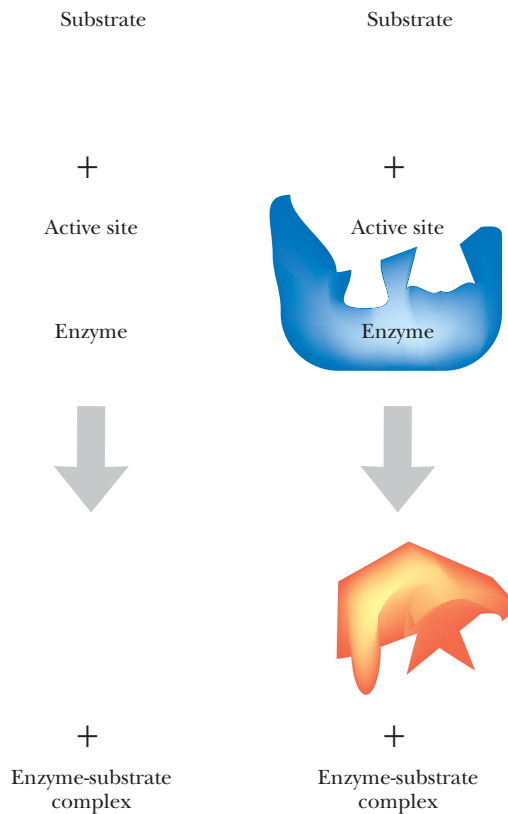 Substrate
Substrate
+
+
Active site
Active site
Enzyme
Enzyme
+
+
Enzyme-substrate
complex
Enzyme-substrate
complex